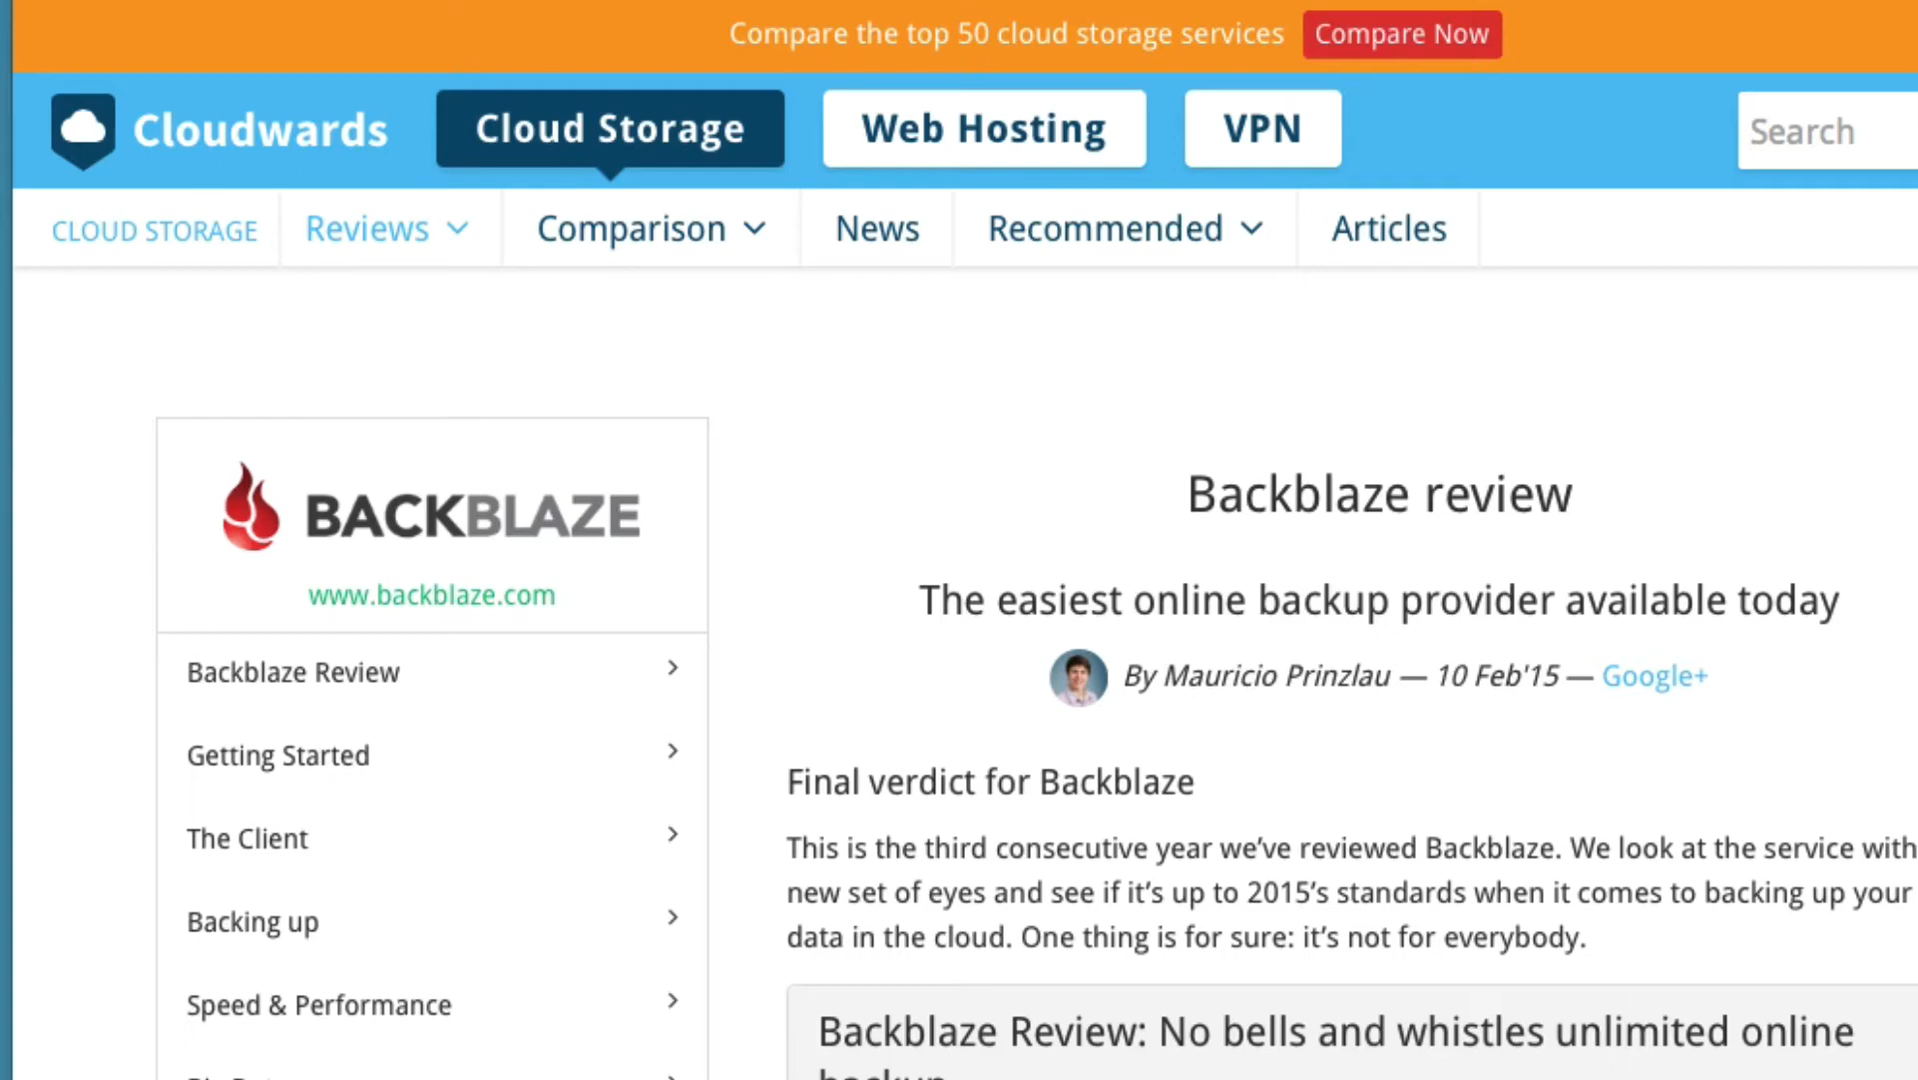 Compare the top 50 cloud storage services Compare Now
Cloudwards Cloud Storage Web Hosting VPN Search
CLOUD STORAGE Reviews Comparison News Recommended Articles
BACKBLAZE
www.backblaze.com
Backblaze Review
Getting Started
The Client
Backing up
Speed & Performance
Backblaze review
The easiest online backup provider available today
By Mauricio Prinzlau — 10 Feb'15 — Google+
Final verdict for Backblaze
This is the third consecutive year we’ve reviewed Backblaze. We look at the service with
new set of eyes and see if it’s up to 2015’s standards when it comes to backing up your
data in the cloud. One thing is for sure: it’s not for everybody.
Backblaze Review: No bells and whistles unlimited online
backup